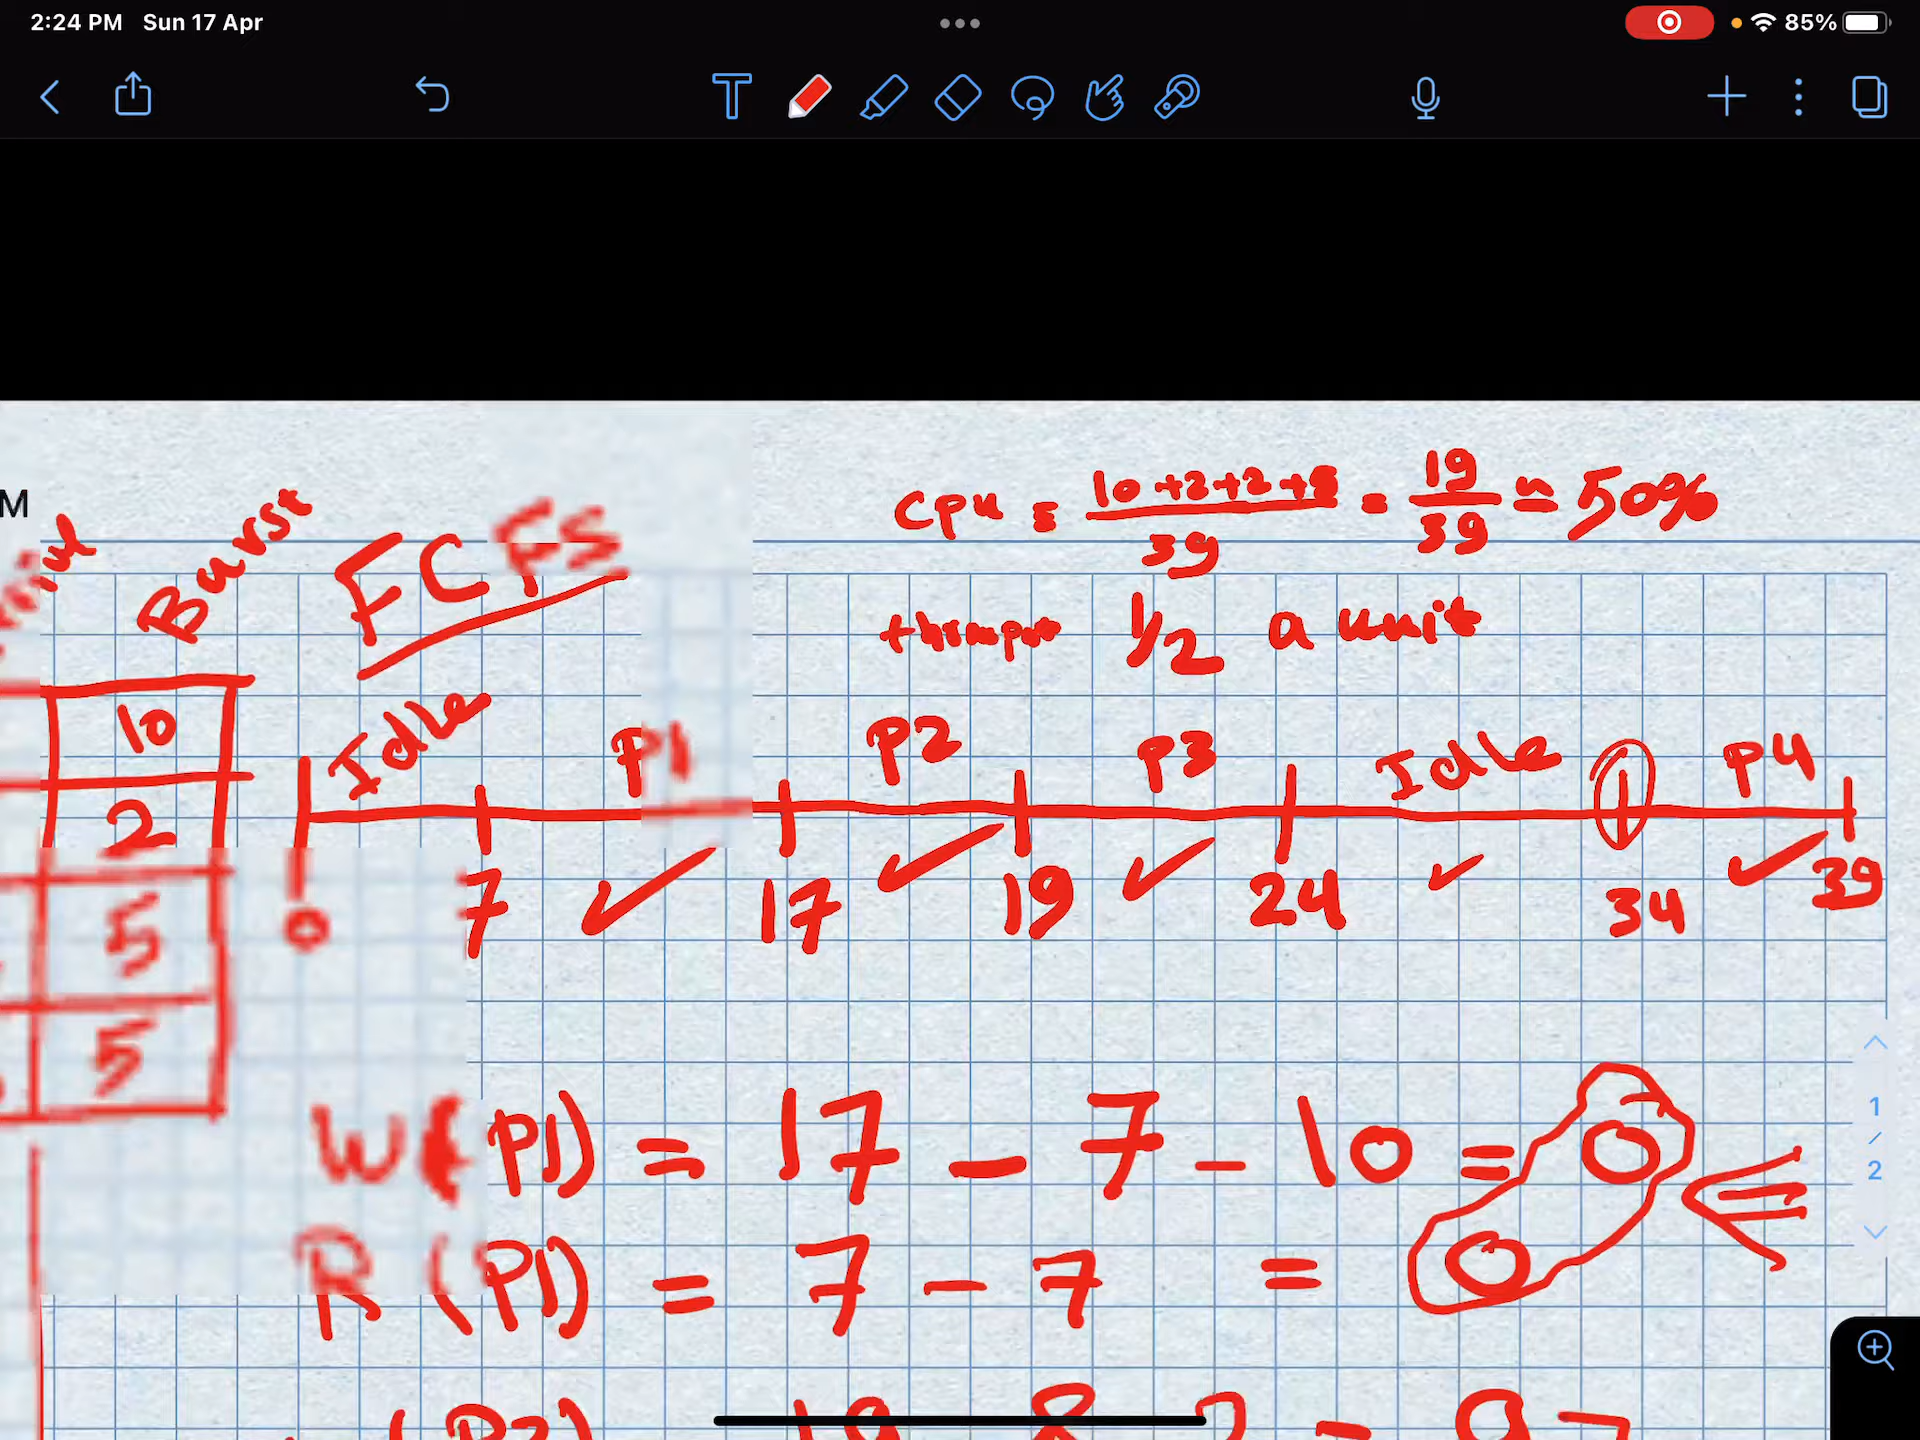 2:24 PM Sun 17 Apr
85%
M
Burst
FCFS
Cpu = 10+2+2+5 / 39 = 19/39 ≈ 50%
1/2 a unit
10
2
5
5
Idle P1 P2 P3 Idle P4
0 7 17 19 24 34 39
W(P1) = 17 - 7 - 10 = 0
R(P1) = 7 - 7 = 0
1
/
2